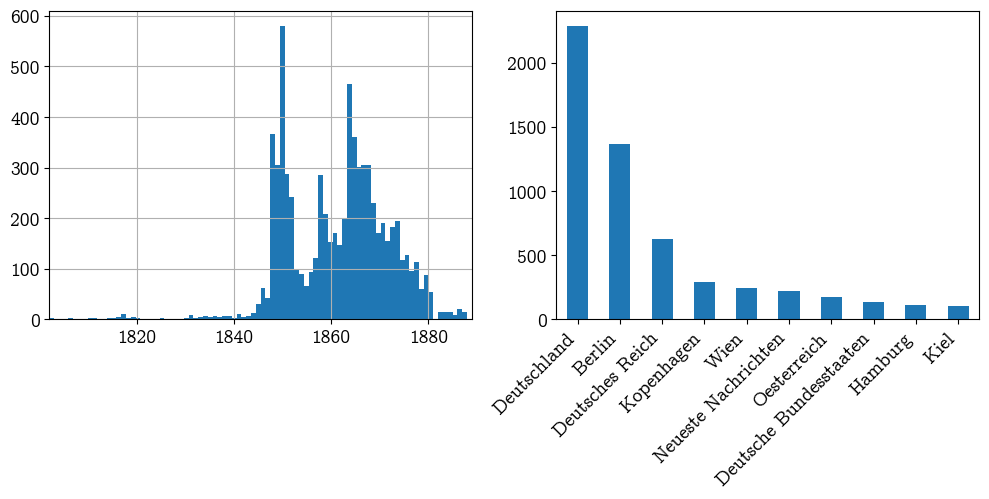 600
500
400
300
200
100
0
1820 1840 1860 1880
2000
1500
1000
500
0
Deutschland
Berlin
Deutsches Reich
Kopenhagen
Wien
Neueste Nachrichten
Oesterreich
Deutsche Bundesstaaten
Hamburg
Kiel